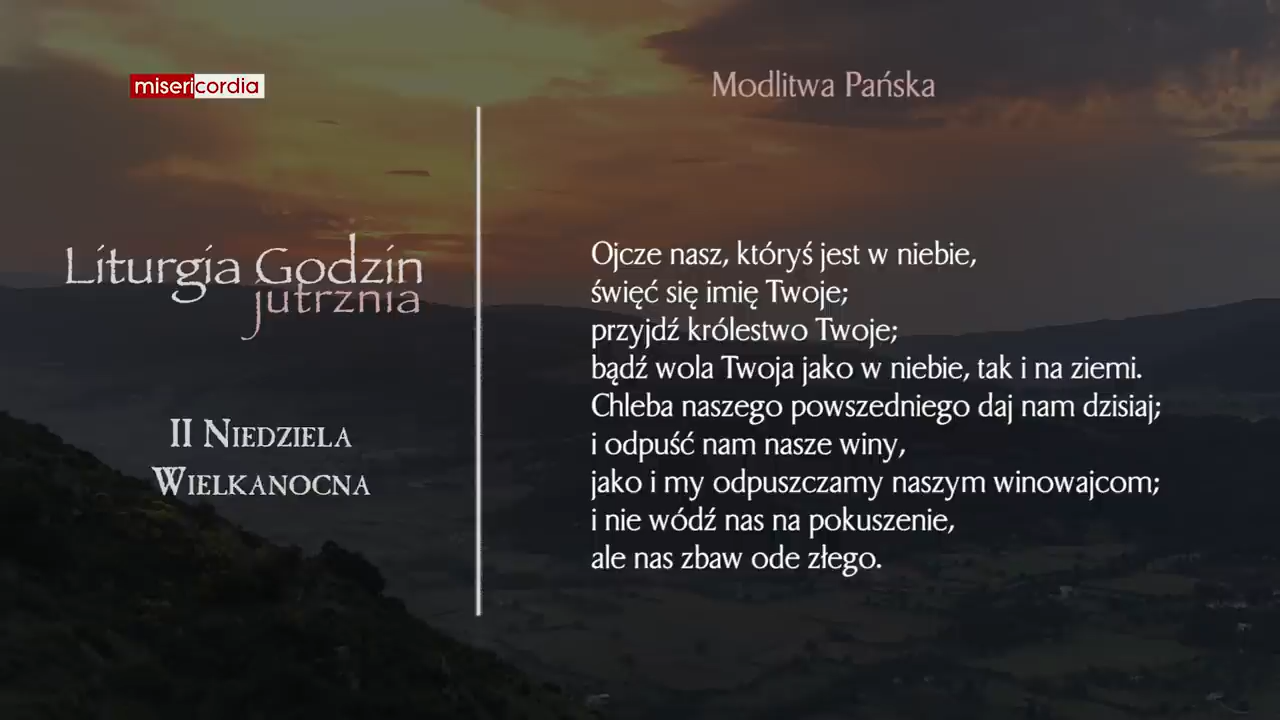 misericordia
Liturgia Godzin
jutrznia
II Niedziela
Wielkanocna
Modlitwa Pańska
Ojcze nasz, któryś jest w niebie,
święć się imię Twoje;
przyjdź królestwo Twoje;
bądź wola Twoja jako w niebie, tak i na ziemi.
Chleba naszego powszedniego daj nam dzisiaj;
i odpuść nam nasze winy,
jako i my odpuszczamy naszym winowajcom;
i nie wódź nas na pokuszenie,
ale nas zbaw ode złego.